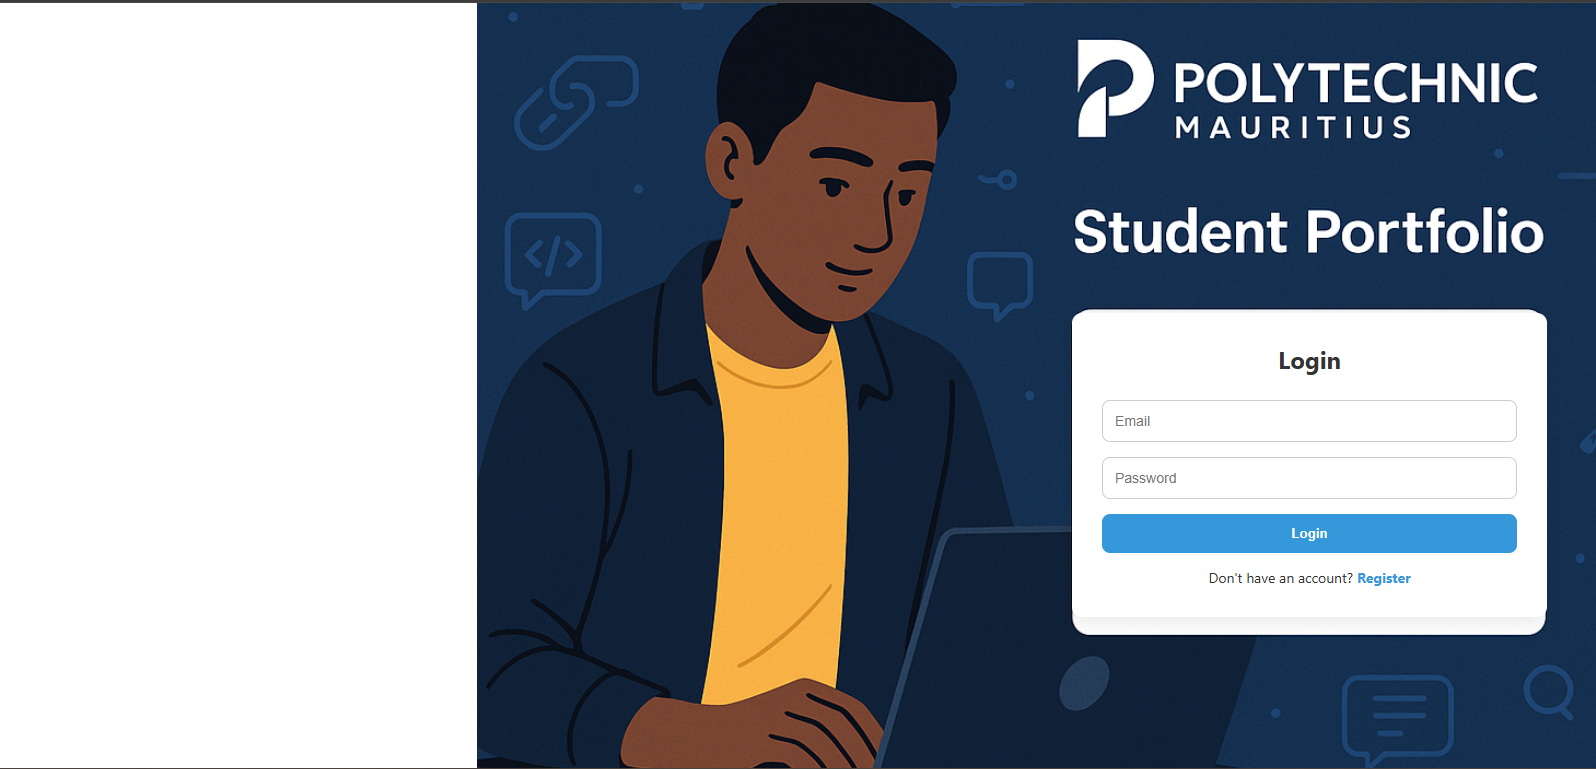 POLYTECHNIC
MAURITIUS
Student Portfolio
Login
Email
Password
Login
Don't have an account? Register